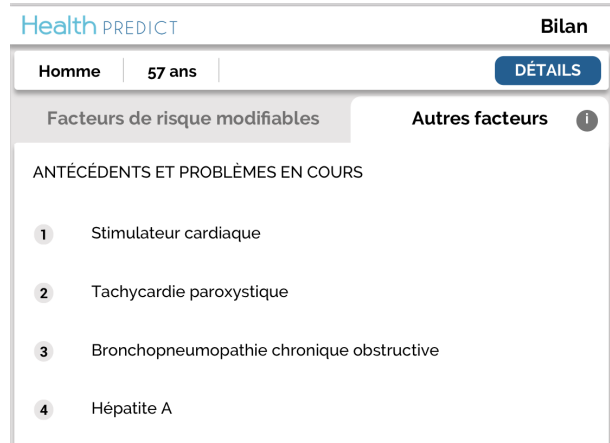 Health PREDICT
Bilan
Homme 57 ans DÉTAILS
Facteurs de risque modifiables Autres facteurs i
ANTÉCÉDENTS ET PROBLÈMES EN COURS
1 Stimulateur cardiaque
2 Tachycardie paroxystique
3 Bronchopneumopathie chronique obstructive
4 Hépatite A